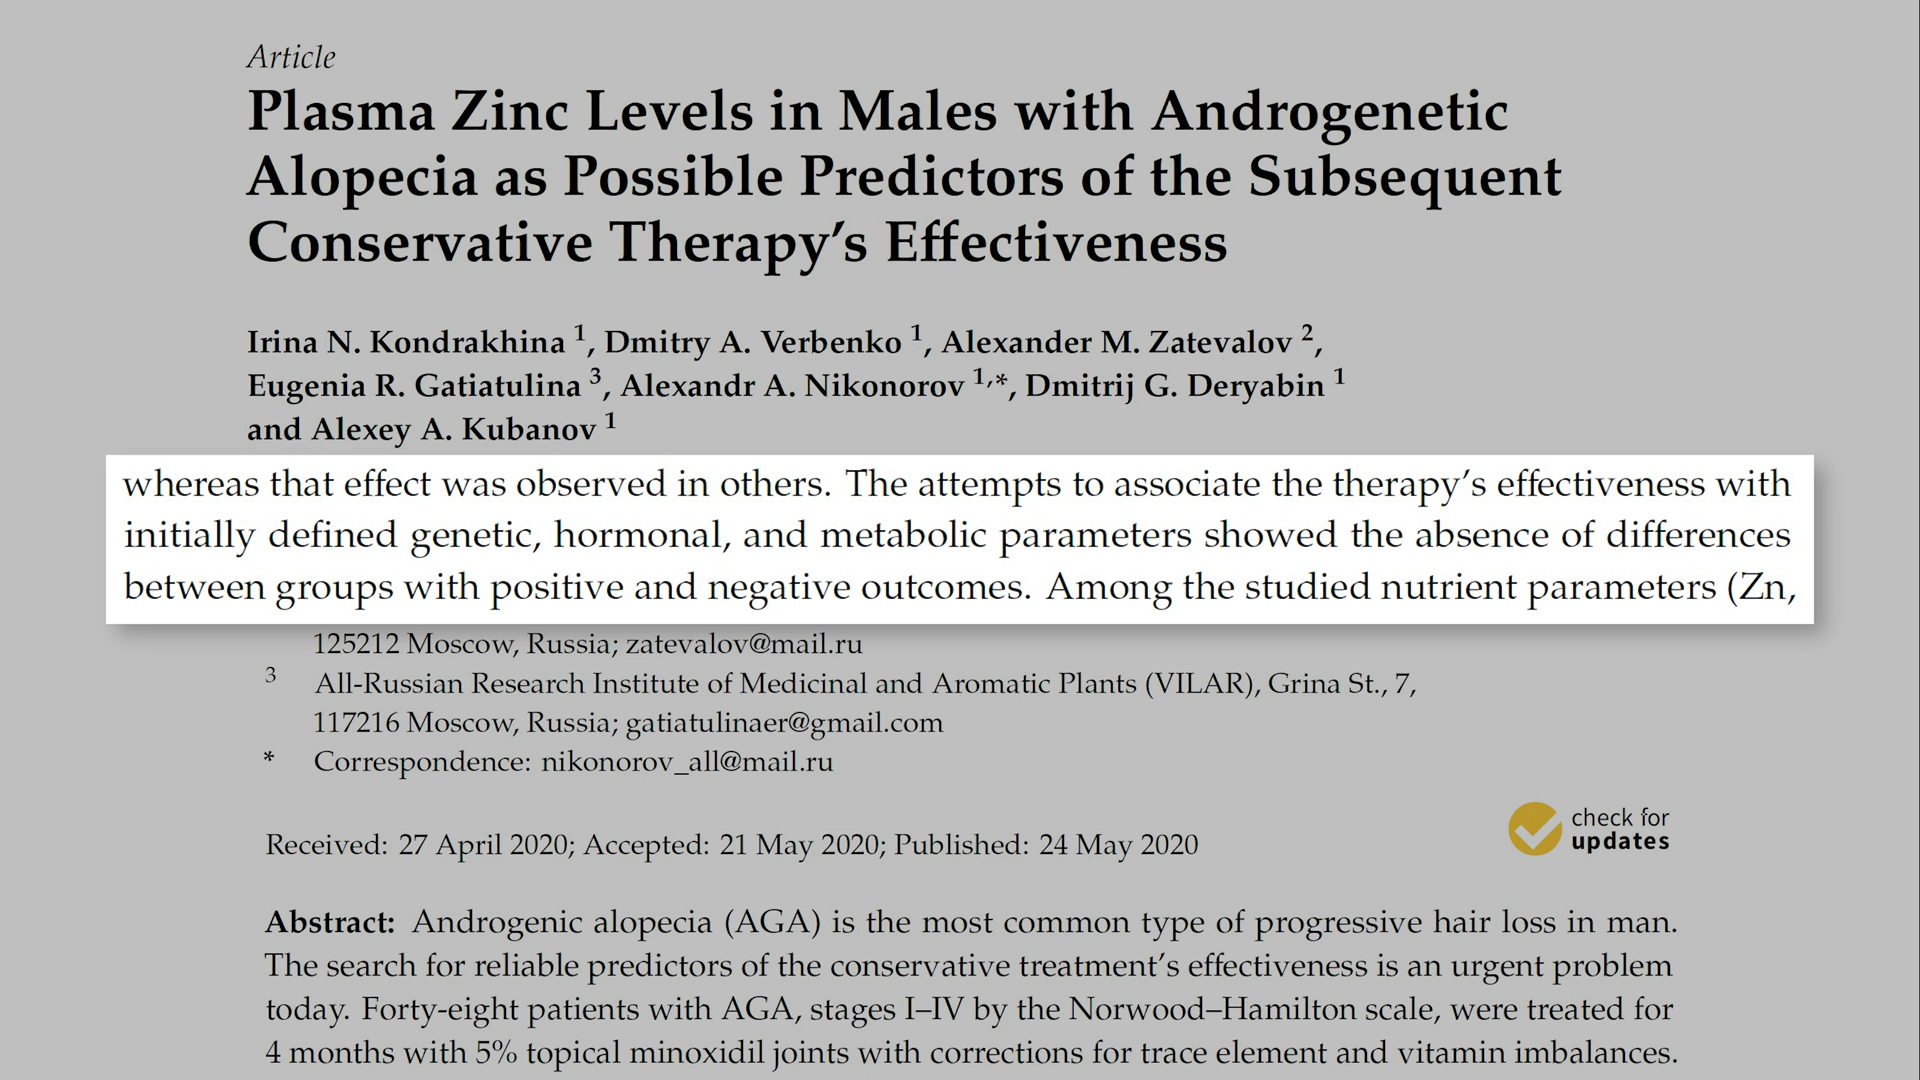 Article
Plasma Zinc Levels in Males with Androgenetic
Alopecia as Possible Predictors of the Subsequent
Conservative Therapy's Effectiveness
Irina N. Kondrakhina 1, Dmitry A. Verbenko 1, Alexander M. Zatevalov 2,
Eugenia R. Gatiatulina 3, Alexandr A. Nikonorov 1,*, Dmitrij G. Deryabin 1
and Alexey A. Kubanov 1
whereas that effect was observed in others. The attempts to associate the therapy's effectiveness with
initially defined genetic, hormonal, and metabolic parameters showed the absence of differences
between groups with positive and negative outcomes. Among the studied nutrient parameters (Zn,
125212 Moscow, Russia; zatevalov@mail.ru
3 All-Russian Research Institute of Medicinal and Aromatic Plants (VILAR), Grina St., 7,
117216 Moscow, Russia; gatiatulinaer@gmail.com
* Correspondence: nikonorov_all@mail.ru
Received: 27 April 2020; Accepted: 21 May 2020; Published: 24 May 2020
check for
updates
Abstract: Androgenic alopecia (AGA) is the most common type of progressive hair loss in man.
The search for reliable predictors of the conservative treatment's effectiveness is an urgent problem
today. Forty-eight patients with AGA, stages I–IV by the Norwood–Hamilton scale, were treated for
4 months with 5% topical minoxidil joints with corrections for trace element and vitamin imbalances.